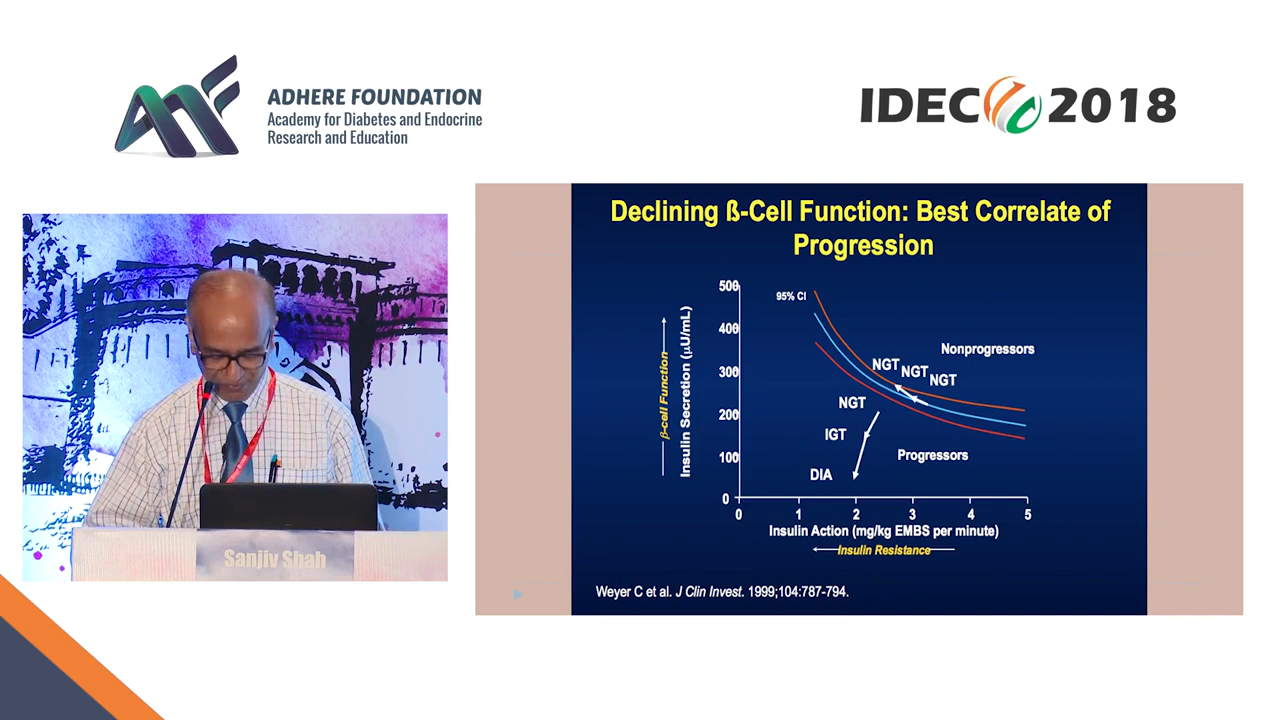 ADHERE FOUNDATION
Academy for Diabetes and Endocrine
Research and Education
IDEC 2018
Sanjiv Shah
Declining ß-Cell Function: Best Correlate of
Progression
500
400
300
200
100
0
β-cell Function
Insulin Secretion (µU/mL)
95% CI
Nonprogressors
NGT
NGT
NGT
NGT
IGT
DIA
Progressors
0
1
2
3
4
5
Insulin Action (mg/kg EMBS per minute)
Insulin Resistance
Weyer C et al. J Clin Invest. 1999;104:787-794.